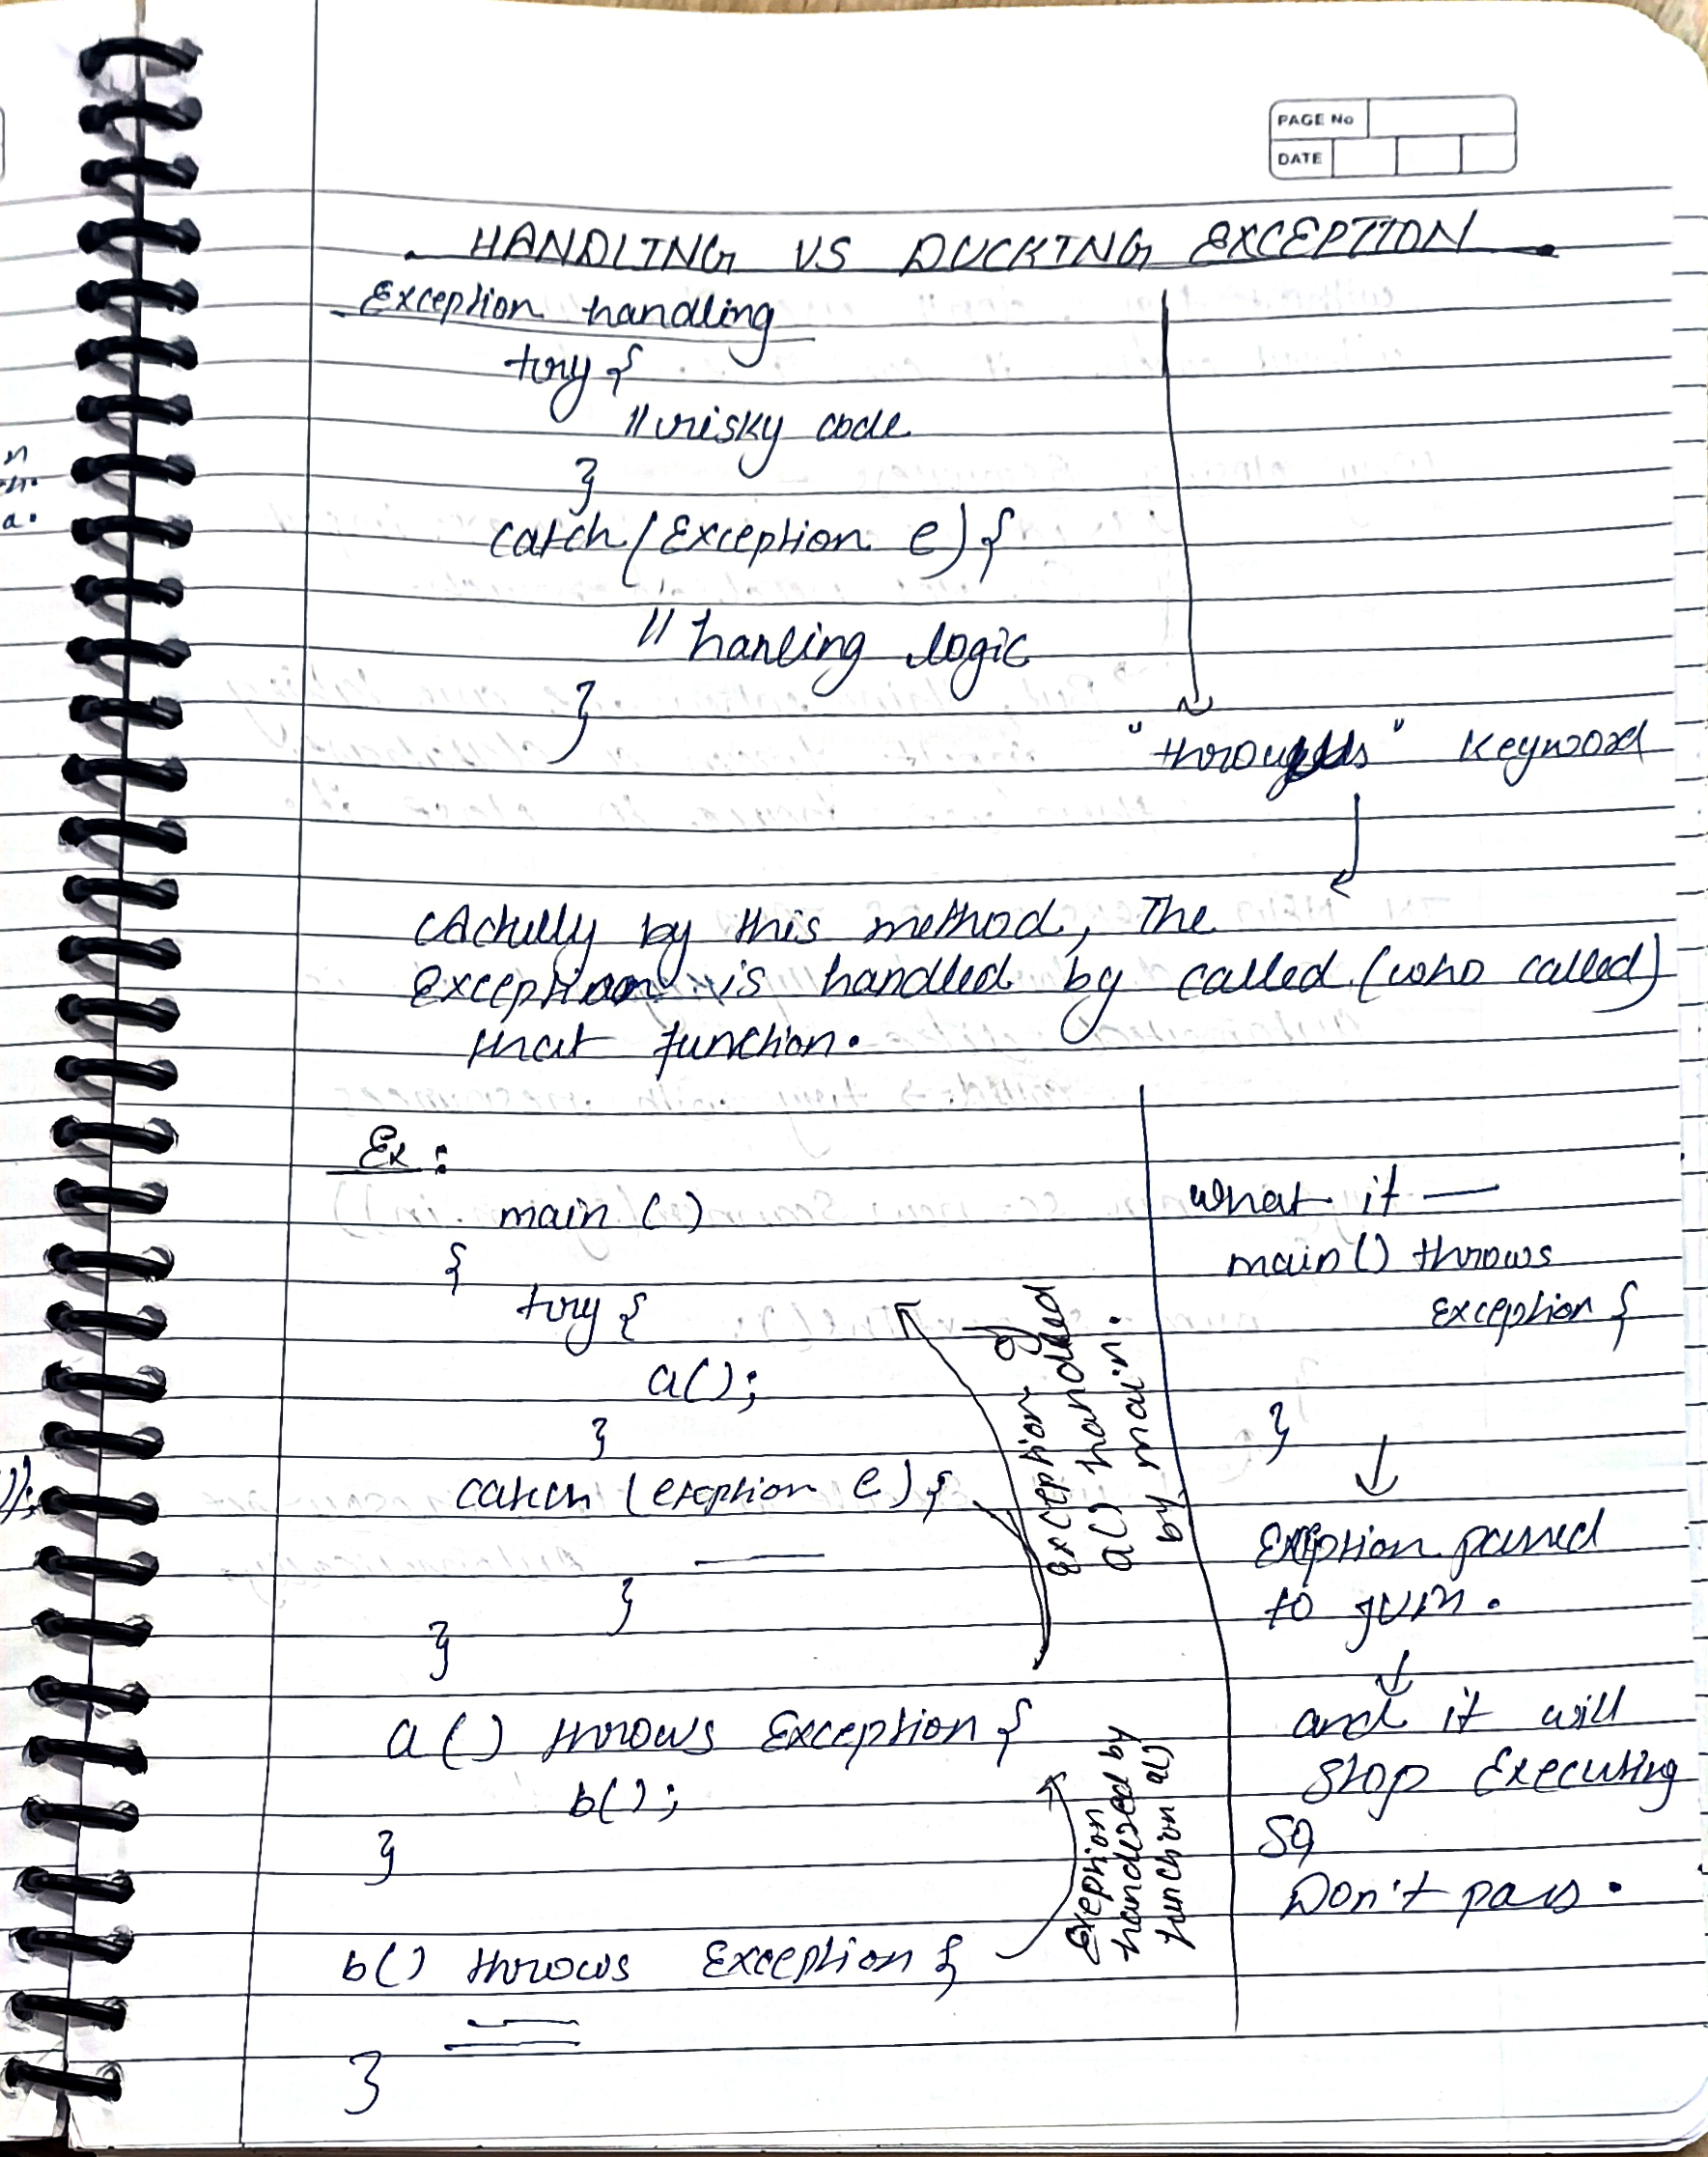 PAGE No
DATE
HANDLING VS DUCKING EXCEPTION
Exception handling
try {
// risky code
}
catch (Exception e) {
// hanling logic
}
" " Keyword
cActully by this method, The
exception is handled by called (who called)
that function.
Ex :
main ()
{
try {
a();
}
catch (exeption e) {
}
}
a () throws Exception {
b();
}
b() throws Exception {
}
exception of
a() handled
by main.
Exeption
handled by
function a()
what if —
main() throws
exception {
}
Exeption passed
to JVM.
and it will
stop Executing
So,
Don't pass.
n
a.